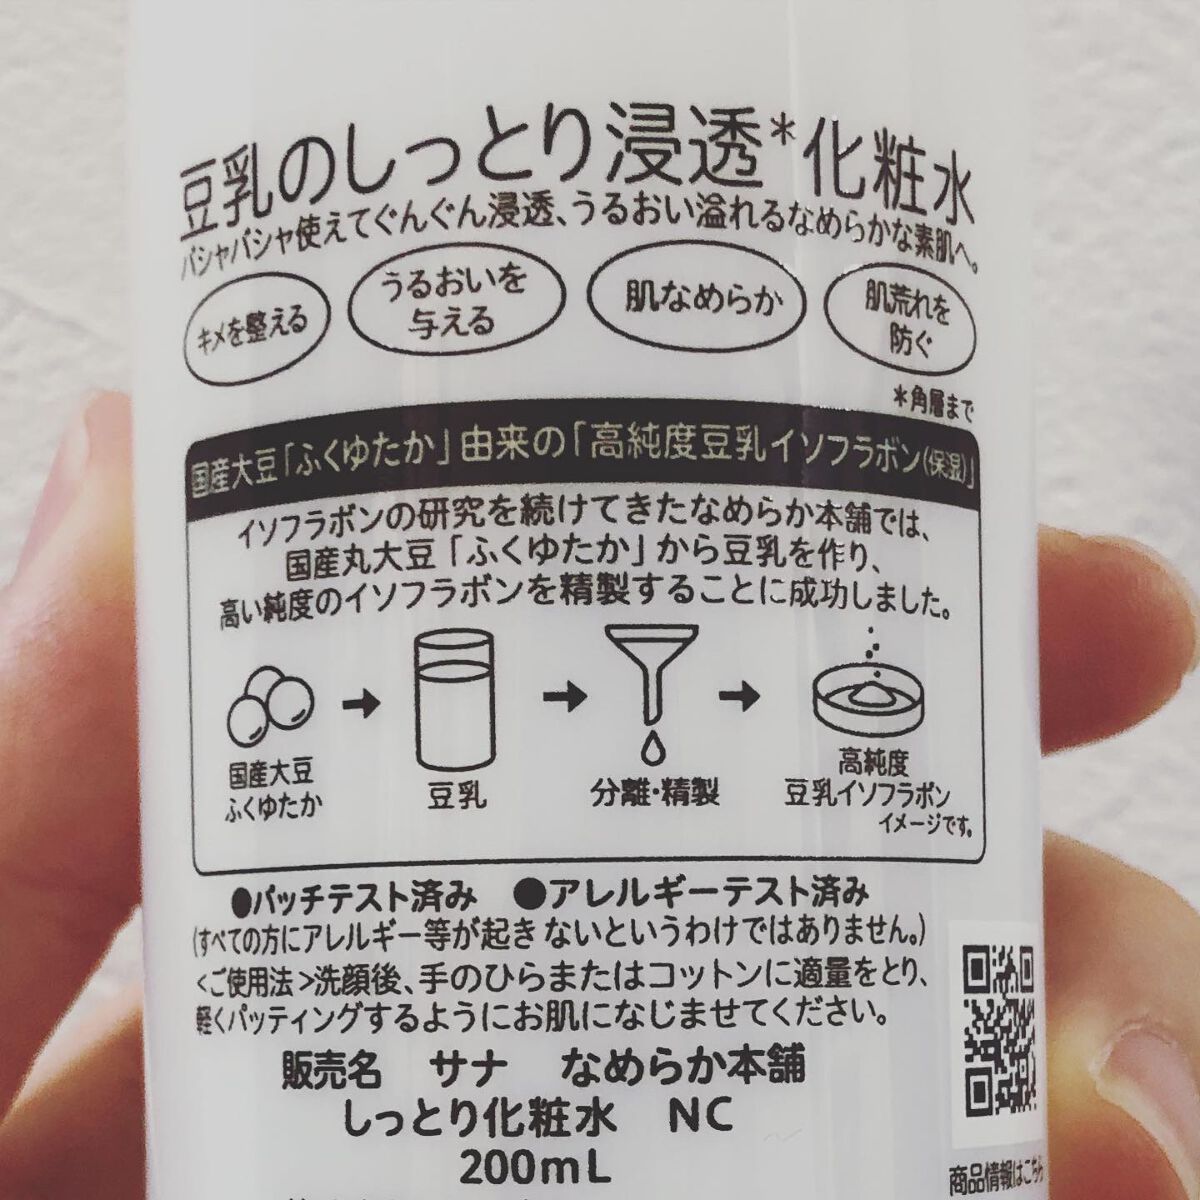 豆乳のしっとり浸透*化粧水
バシャバシャ使えてぐんぐん浸透、うるおい溢れるなめらかな素肌へ。
キメを整える
うるおいを
与える
肌なめらか
肌荒れを
防ぐ
*角層まで
国産大豆「ふくゆたか」由来の「高純度豆乳イソフラボン(保湿)」
イソフラボンの研究を続けてきたなめらか本舗では、
国産丸大豆「ふくゆたか」から豆乳を作り、
高い純度のイソフラボンを精製することに成功しました。
国産大豆
ふくゆたか
豆乳
分離・精製
高純度
豆乳イソフラボン
イメージです。
●パッチテスト済み ●アレルギーテスト済み
(すべての方にアレルギー等が起きないというわけではありません。)
<ご使用法>洗顔後、手のひらまたはコットンに適量をとり、
軽くパッティングするようにお肌になじませてください。
販売名 サナ なめらか本舗
しっとり化粧水 NC
200mL
商品情報はこちら